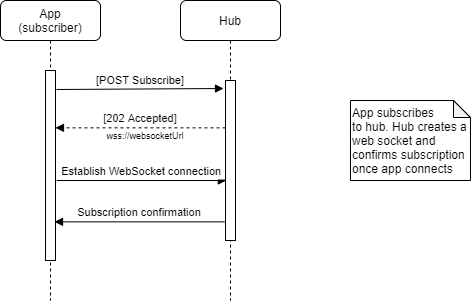 App
(subscriber)
Hub
[POST Subscribe]
[202 Accepted]
wss://websocketUrl
Establish WebSocket connection
Subscription confirmation
App subscribes
to hub. Hub creates a
web socket and
confirms subscription
once app connects